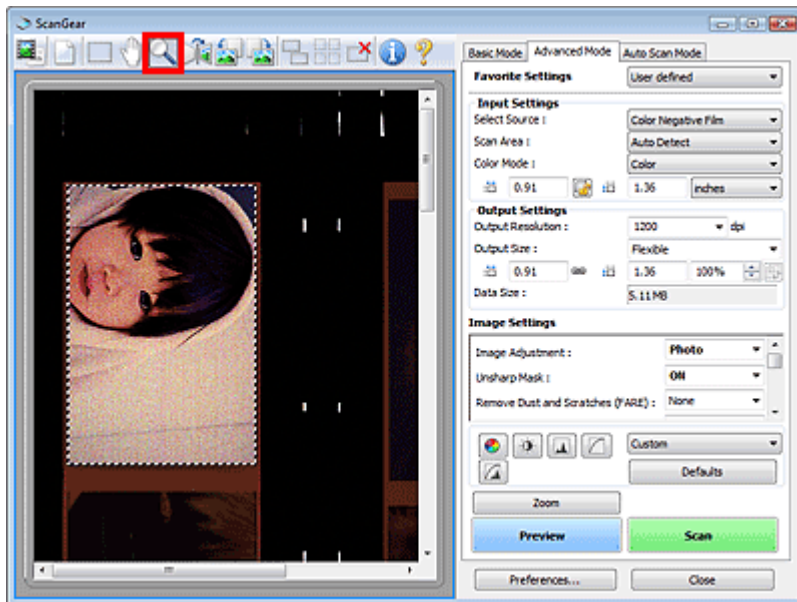 ScanGear
Basic Mode Advanced Mode Auto Scan Mode
Favorite Settings User defined
Input Settings
Select Source : Color Negative Film
Scan Area : Auto Detect
Color Mode : Color
0.91 1.36 inches
Output Settings
Output Resolution : 1200 dpi
Output Size : Flexible
0.91 1.36 100%
Data Size : 5.11MB
Image Settings
Image Adjustment : Photo
Unsharp Mask : ON
Remove Dust and Scratches (FARE) : None
Custom
Defaults
Zoom
Preview Scan
Preferences... Close